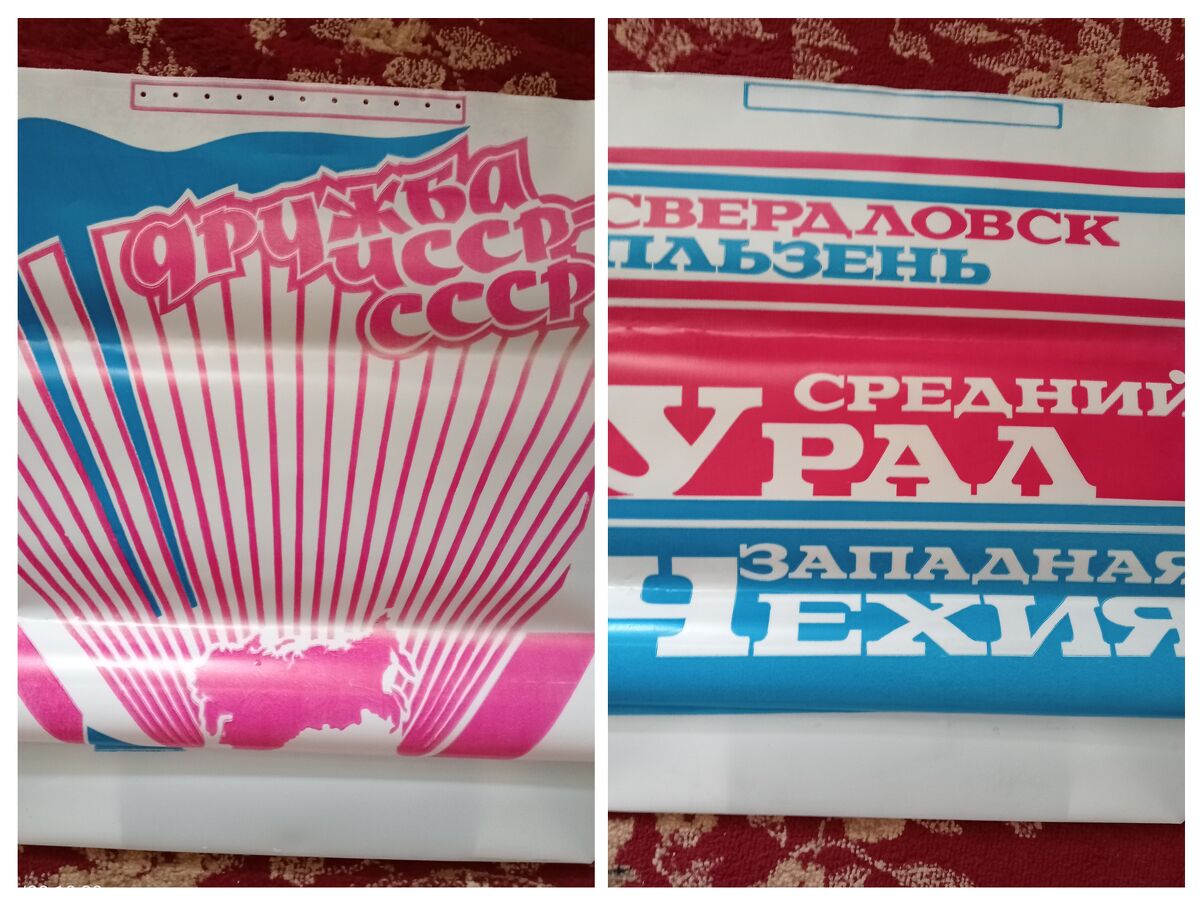 дружба
ЧССР-
СССР
СВЕРДЛОВСК
ПЛЬЗЕНЬ
СРЕДНИЙ
УРАЛ
ЗАПАДНАЯ
ЧЕХИЯ